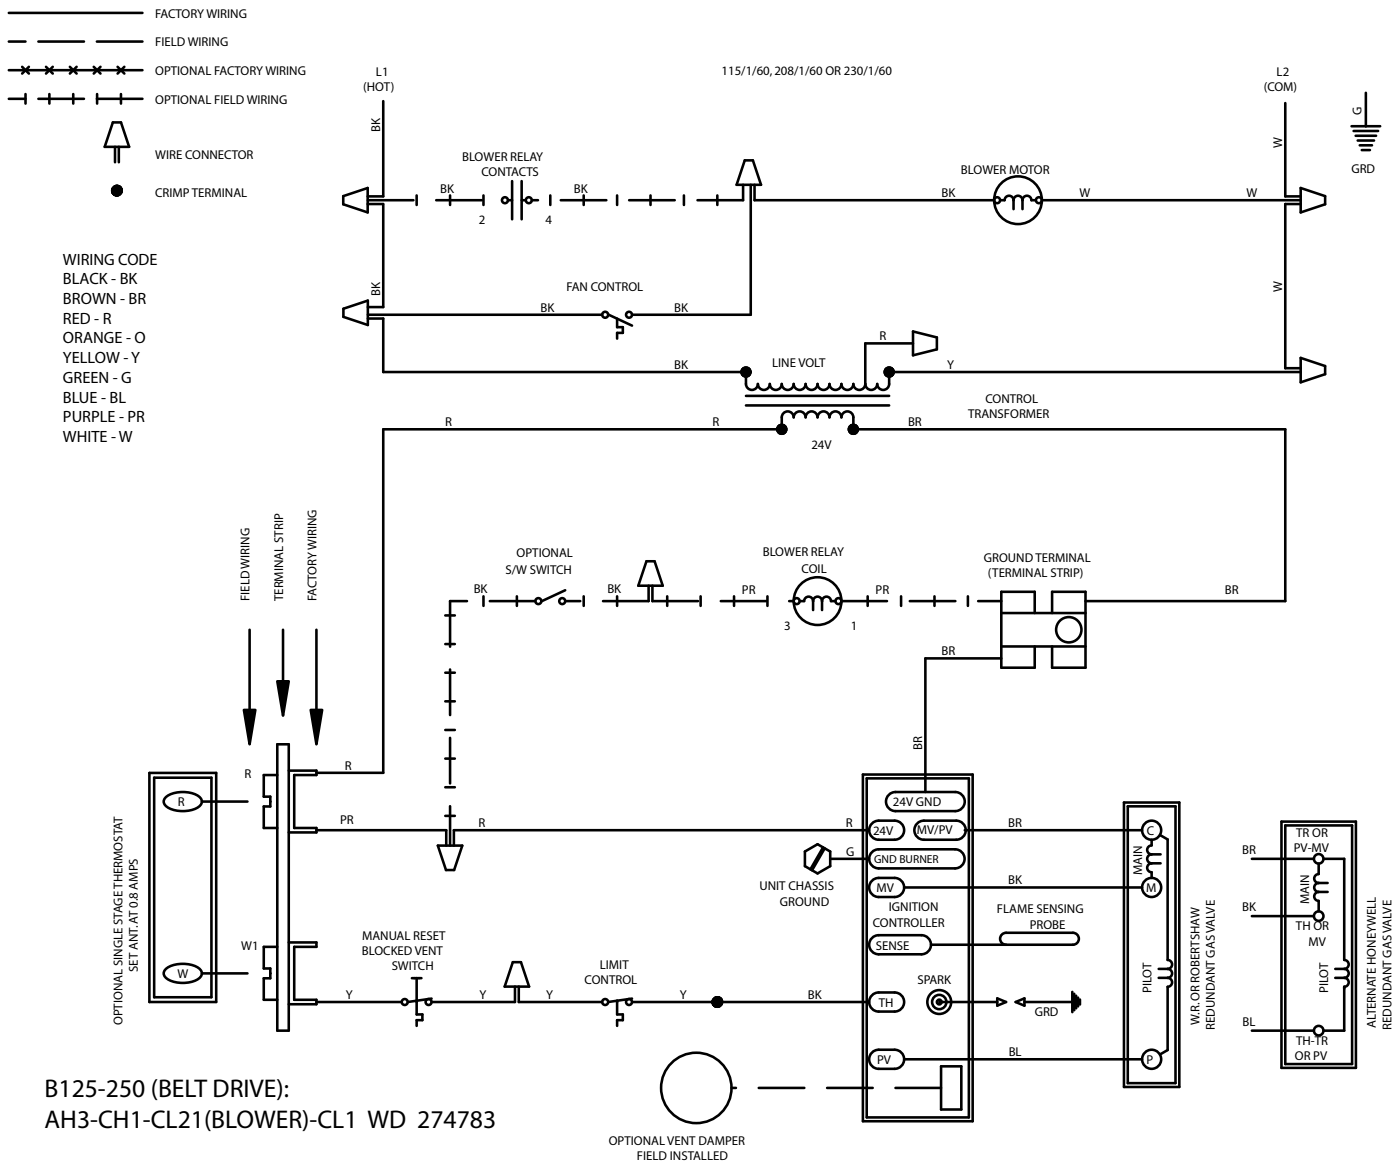 FACTORY WIRING
FIELD WIRING
OPTIONAL FACTORY WIRING
OPTIONAL FIELD WIRING
WIRE CONNECTOR
CRIMP TERMINAL
WIRING CODE
BLACK - BK
BROWN - BR
RED - R
ORANGE - O
YELLOW - Y
GREEN - G
BLUE - BL
PURPLE - PR
WHITE - W
L1
(HOT)
115/1/60, 208/1/60 OR 230/1/60
L2
(COM)
BK
W
G
GRD
BLOWER RELAY
CONTACTS
BK
2
4
BK
BK
BLOWER MOTOR
W
W
BK
FAN CONTROL
BK
BK
W
BK
LINE VOLT
R
Y
CONTROL
TRANSFORMER
R
R
24V
BR
FIELD WIRING
TERMINAL STRIP
FACTORY WIRING
OPTIONAL
S/W SWITCH
BK
BK
PR
BLOWER RELAY
COIL
3
1
PR
GROUND TERMINAL
(TERMINAL STRIP)
BR
BR
BR
OPTIONAL SINGLE STAGE THERMOSTAT
SET ANT. AT 0.8 AMPS
R
W
R
R
PR
R
R
W1
MANUAL RESET
BLOCKED VENT
SWITCH
Y
Y
Y
LIMIT
CONTROL
Y
BK
UNIT CHASSIS
GROUND
G
24V GND
24V
MV/PV
GND BURNER
MV
IGNITION
CONTROLLER
SENSE
SPARK
TH
PV
BR
BK
FLAME SENSING
PROBE
GRD
BL
C
MAIN
M
PILOT
P
W.R. OR ROBERTSHAW
REDUNDANT GAS VALVE
BR
BK
BL
TR OR
PV-MV
MAIN
TH OR
MV
PILOT
TH-TR
OR PV
ALTERNATE HONEYWELL
REDUNDANT GAS VALVE
B125-250 (BELT DRIVE):
AH3-CH1-CL21(BLOWER)-CL1 WD 274783
OPTIONAL VENT DAMPER
FIELD INSTALLED